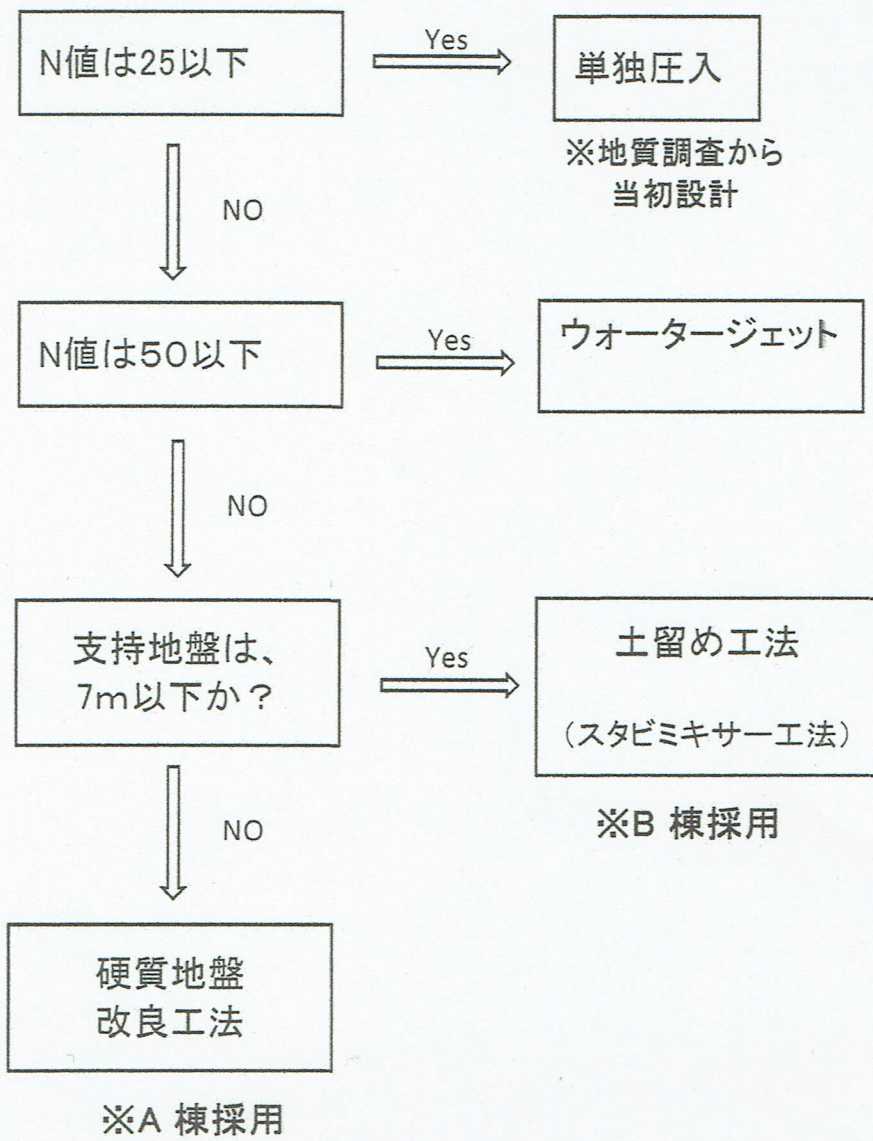 N値は25以下
Yes
単独圧入
※地質調査から
当初設計
NO
N値は50以下
Yes
ウォータージェット
NO
支持地盤は、
7m以下か？
Yes
土留め工法
（スタビミキサー工法）
※B 棟採用
NO
硬質地盤
改良工法
※A 棟採用